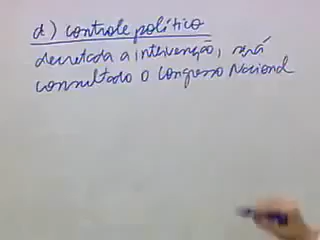 d) controle político
decretada a intervenção, será
consultado o Congresso Nacional